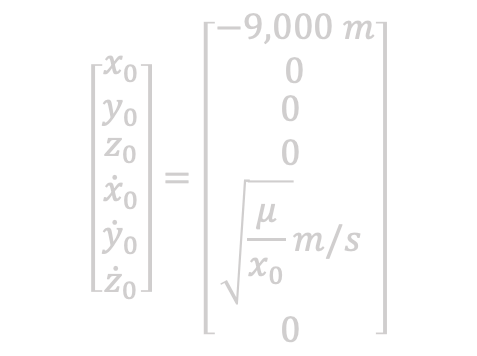 x₀ −9,000 m
y₀ 0
z₀ 0
ẋ₀ = 0
ẏ₀ √(μ/x₀) m/s
ż₀ 0